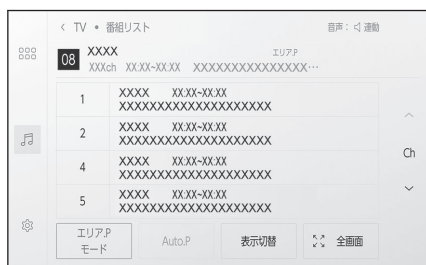 < TV • 番組リスト
音声：連動
エリア.P
08 XXXX
XXXch XX:XX~XX:XX XXXXXXXXXXXXXXX…
1 XXXX XX:XX~XX:XX
XXXXXXXXXXXXXXXXXXXX
2 XXXX XX:XX~XX:XX
XXXXXXXXXXXXXXXXXXXX
4 XXXX XX:XX~XX:XX
XXXXXXXXXXXXXXXXXXXX
5 XXXX XX:XX~XX:XX
XXXXXXXXXXXXXXXXXXXX
Ch
エリア.P
モード
Auto.P
表示切替
全画面